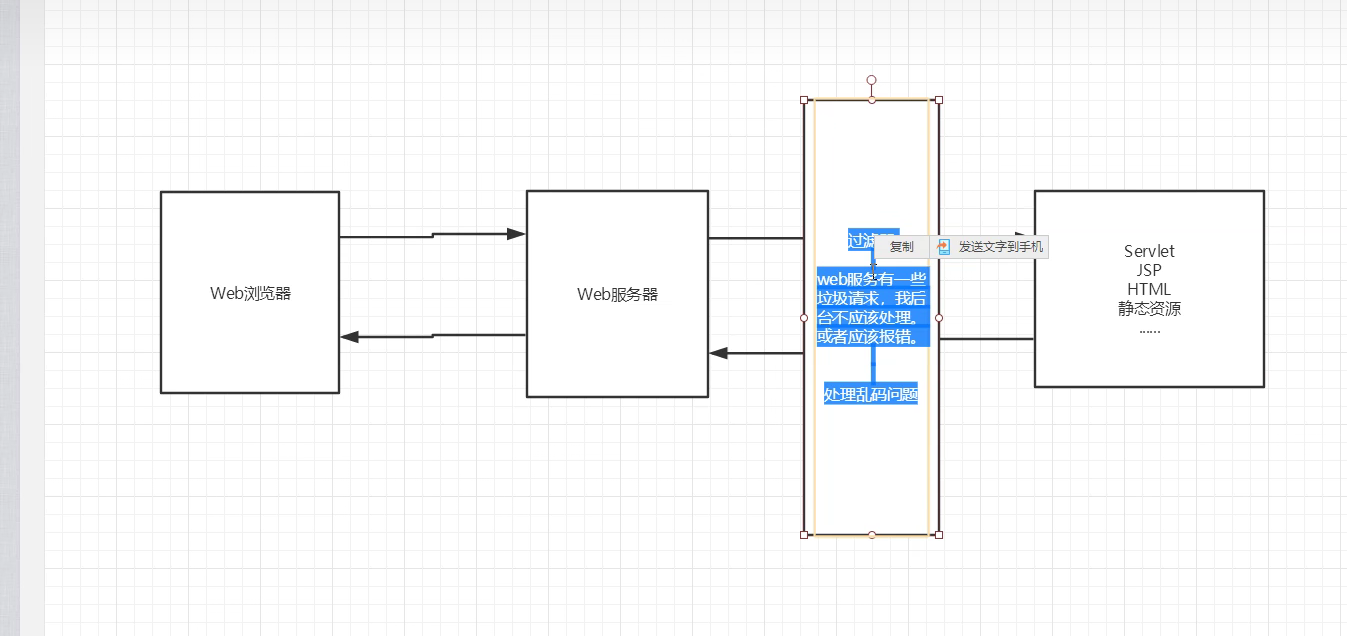 Web浏览器
Web服务器
过滤
web服务有一些
垃圾请求，我后
台不应该处理。
或者应该报错。
处理乱码问题
复制
发送文字到手机
Servlet
JSP
HTML
静态资源
......